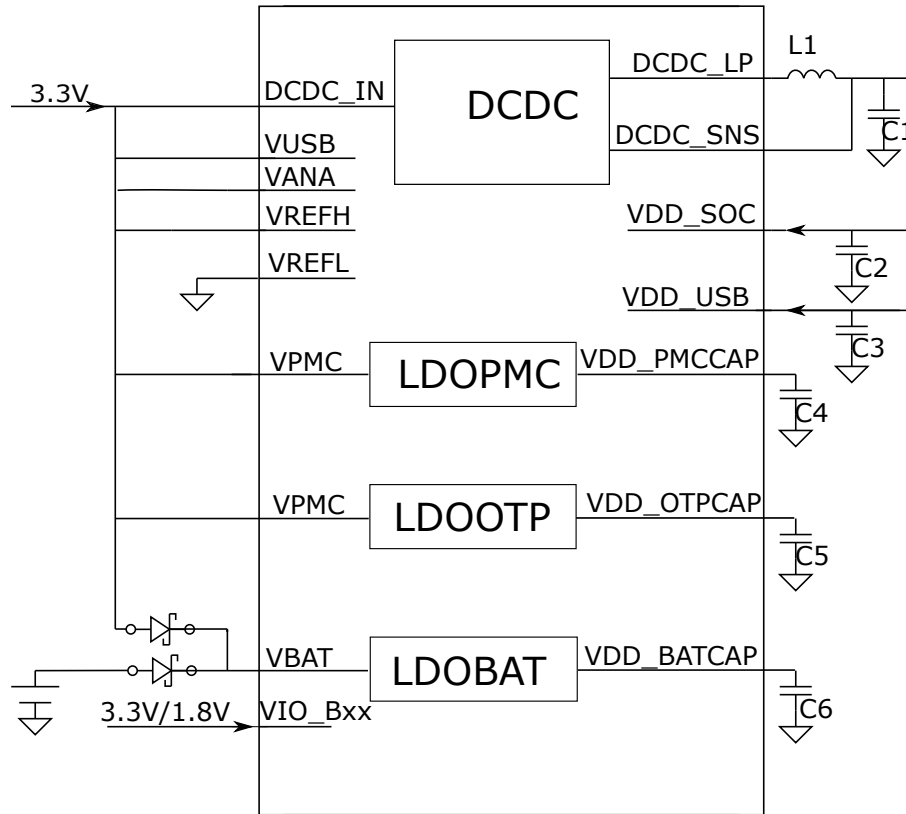 L1
DCDC_LP
3.3V
DCDC_IN
DCDC
C1
DCDC_SNS
VUSB
VANA
VREFH
VDD_SOC
VREFL
C2
VDD_USB
C3
VPMC
LDOPMC
VDD_PMCCAP
C4
VPMC
LDOOTP
VDD_OTPCAP
C5
VBAT
LDOBAT
VDD_BATCAP
C6
3.3V/1.8V
VIO_Bxx